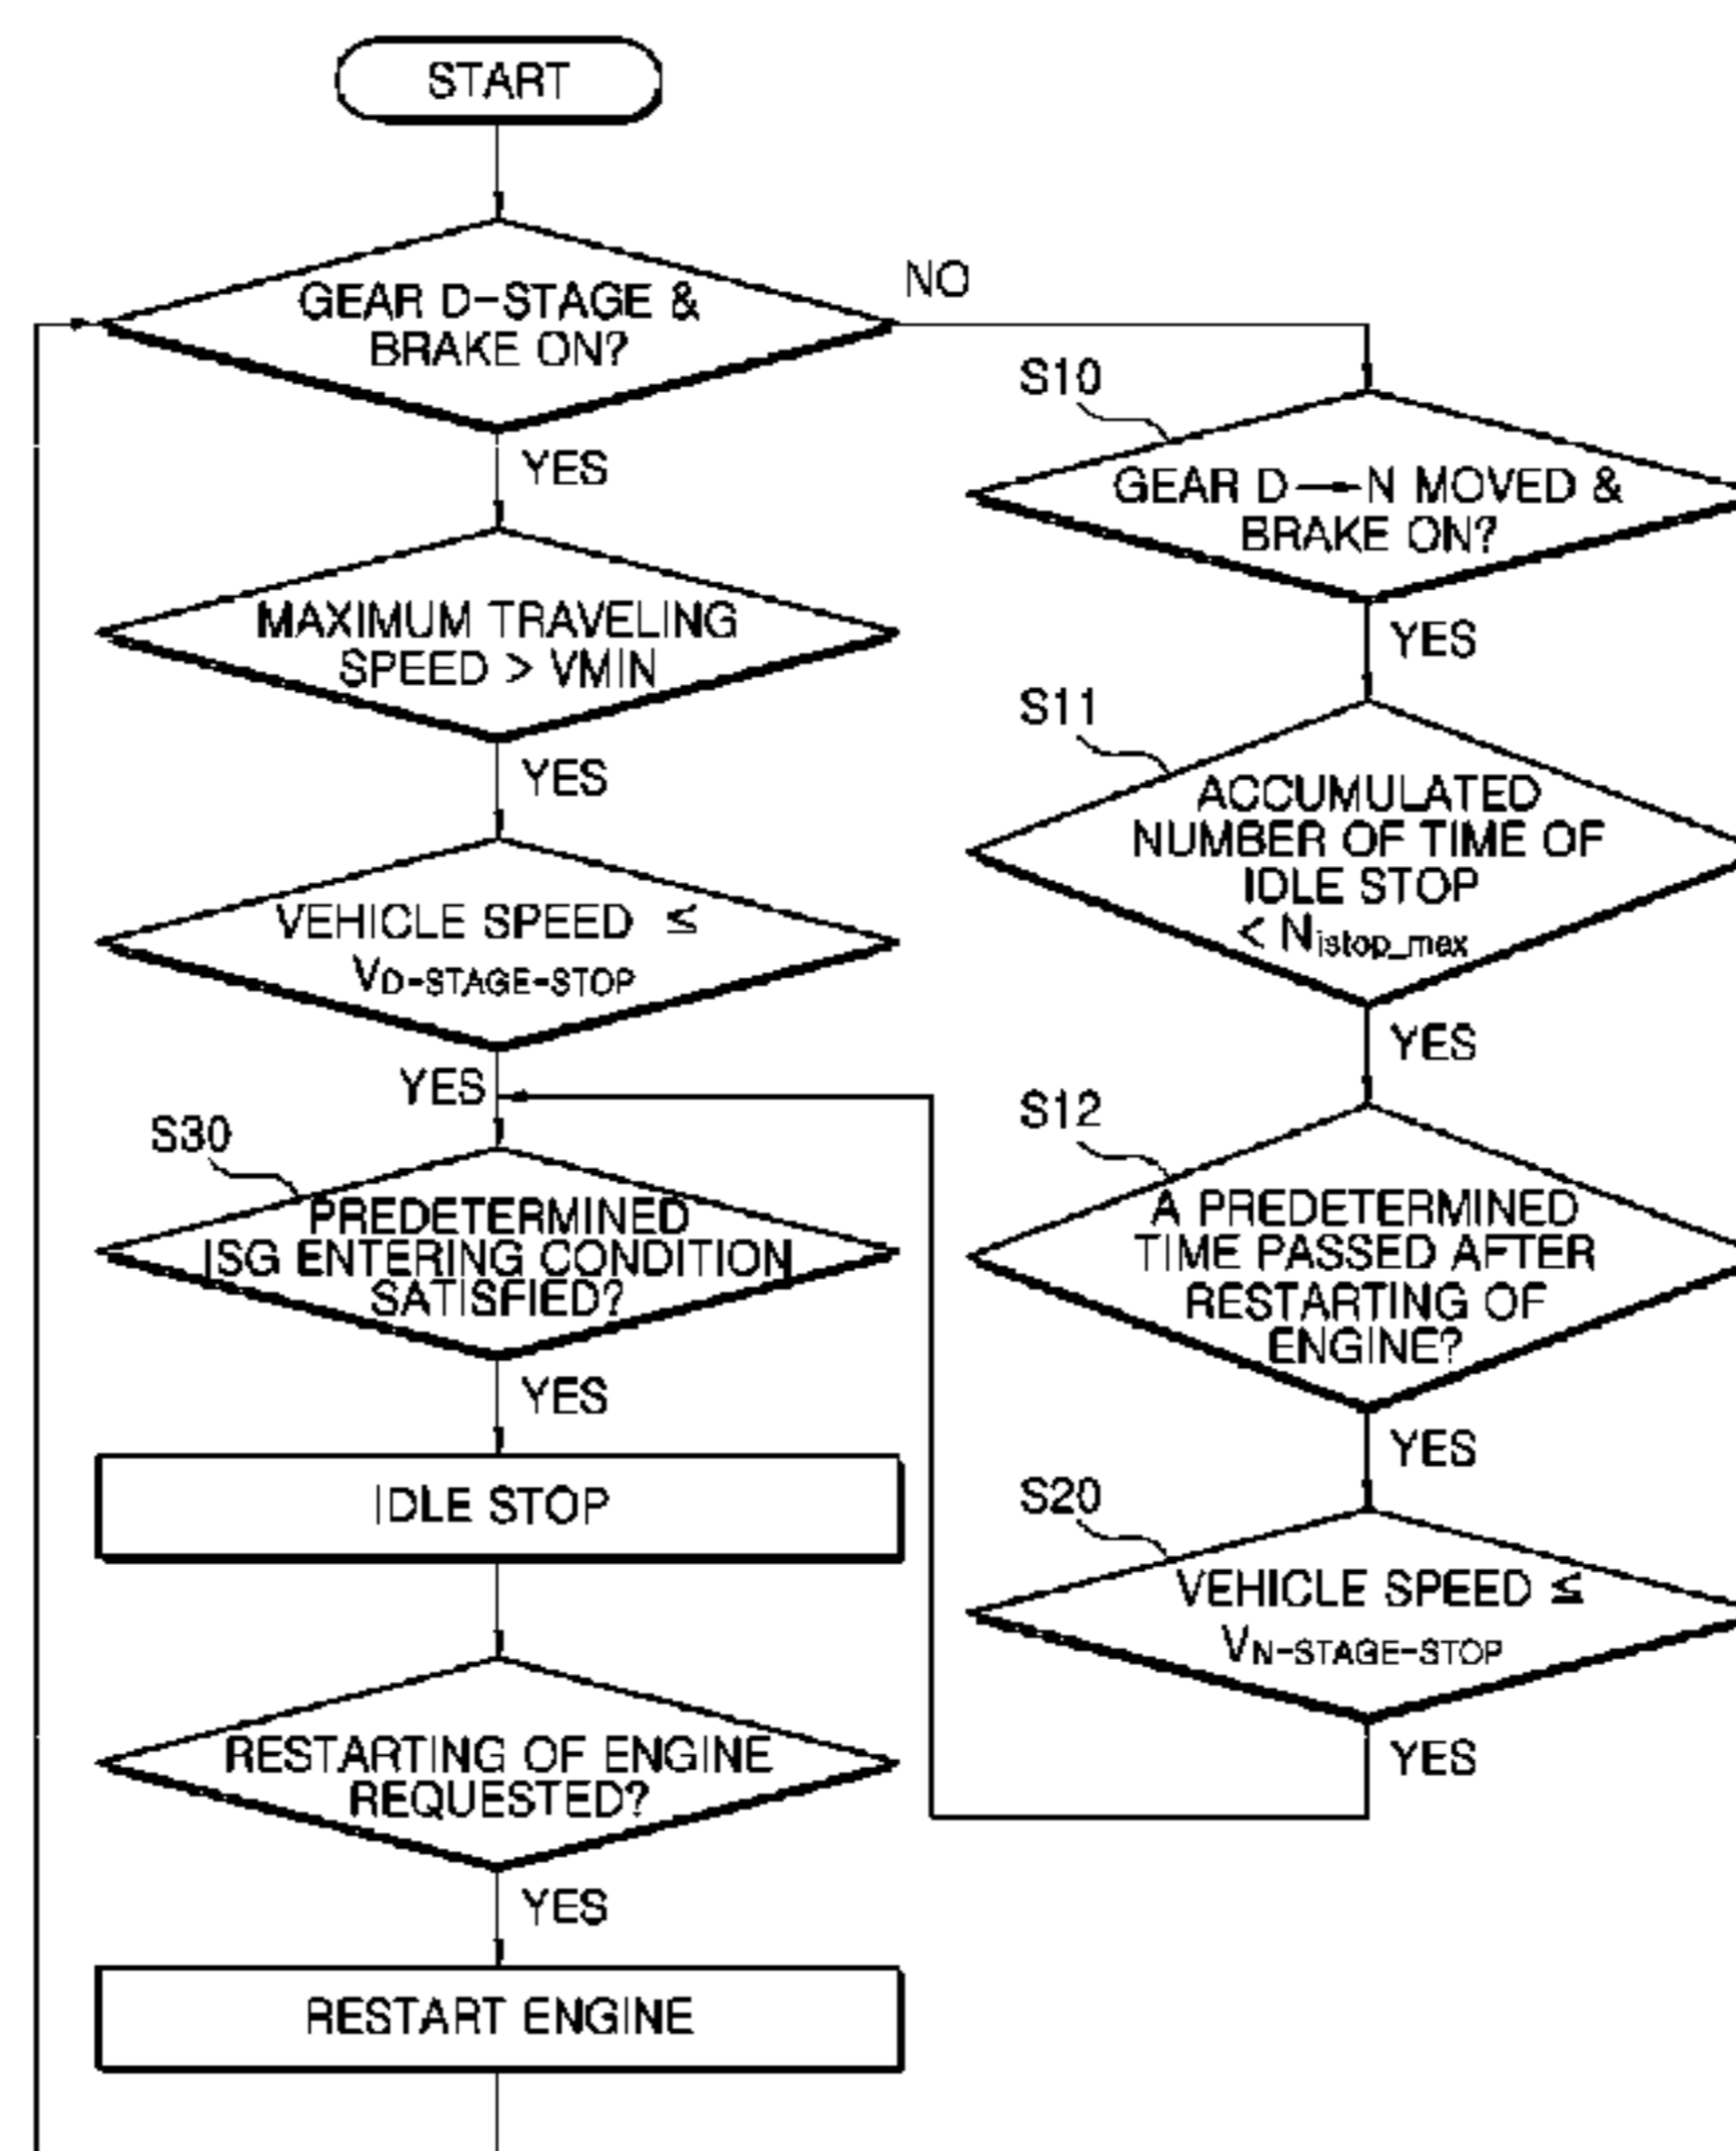 START
GEAR D-STAGE &
BRAKE ON?
NO
YES
MAXIMUM TRAVELING
SPEED > VMIN
YES
VEHICLE SPEED ≤
VD-STAGE-STOP
YES
S30
PREDETERMINED
ISG ENTERING CONDITION
SATISFIED?
YES
IDLE STOP
RESTARTING OF ENGINE
REQUESTED?
YES
RESTART ENGINE
S10
GEAR D→N MOVED &
BRAKE ON?
YES
S11
ACCUMULATED
NUMBER OF TIME OF
IDLE STOP
< Nistop_max
YES
S12
A PREDETERMINED
TIME PASSED AFTER
RESTARTING OF
ENGINE?
YES
S20
VEHICLE SPEED ≦
VN-STAGE-STOP
YES